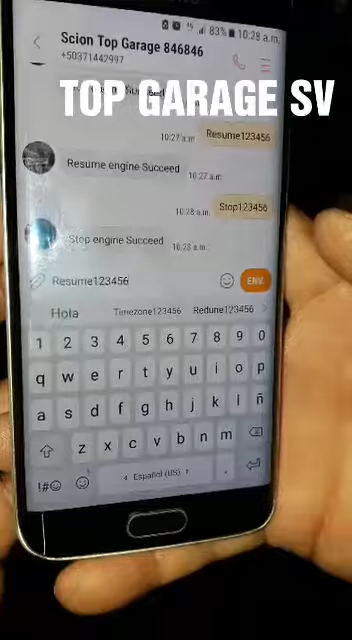 83% 10:28 a.m.
Scion Top Garage 846846
+50371442997
TOP GARAGE SV
10:27 a.m. Resume123456
Resume engine Succeed 10:27 a.m.
10:28 a.m. Stop123456
Stop engine Succeed 10:28 a.m.
Resume123456 ENV.
Hola Timezone123456 Redune123456
1 2 3 4 5 6 7 8 9 0
q w e r t y u i o p
a s d f g h j k l ñ
z x c v b n m
!#☺ Español (US) .